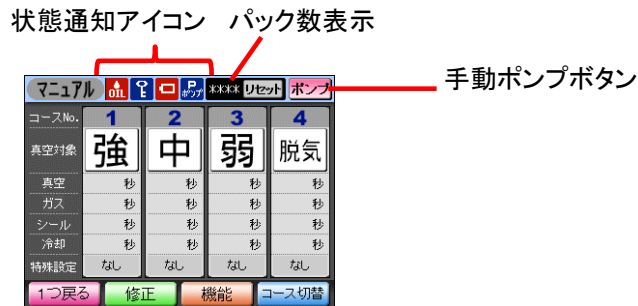 状態通知アイコン　パック数表示
手動ポンプボタン
マニュアル OIL E P ポンプ **** リセット ポンプ
コースNo. 1 2 3 4
真空対象 強 中 弱 脱気
真空 秒 秒 秒 秒
ガス 秒 秒 秒 秒
シール 秒 秒 秒 秒
冷却 秒 秒 秒 秒
特殊設定 なし なし なし なし
1つ戻る 修正 機能 コース切替